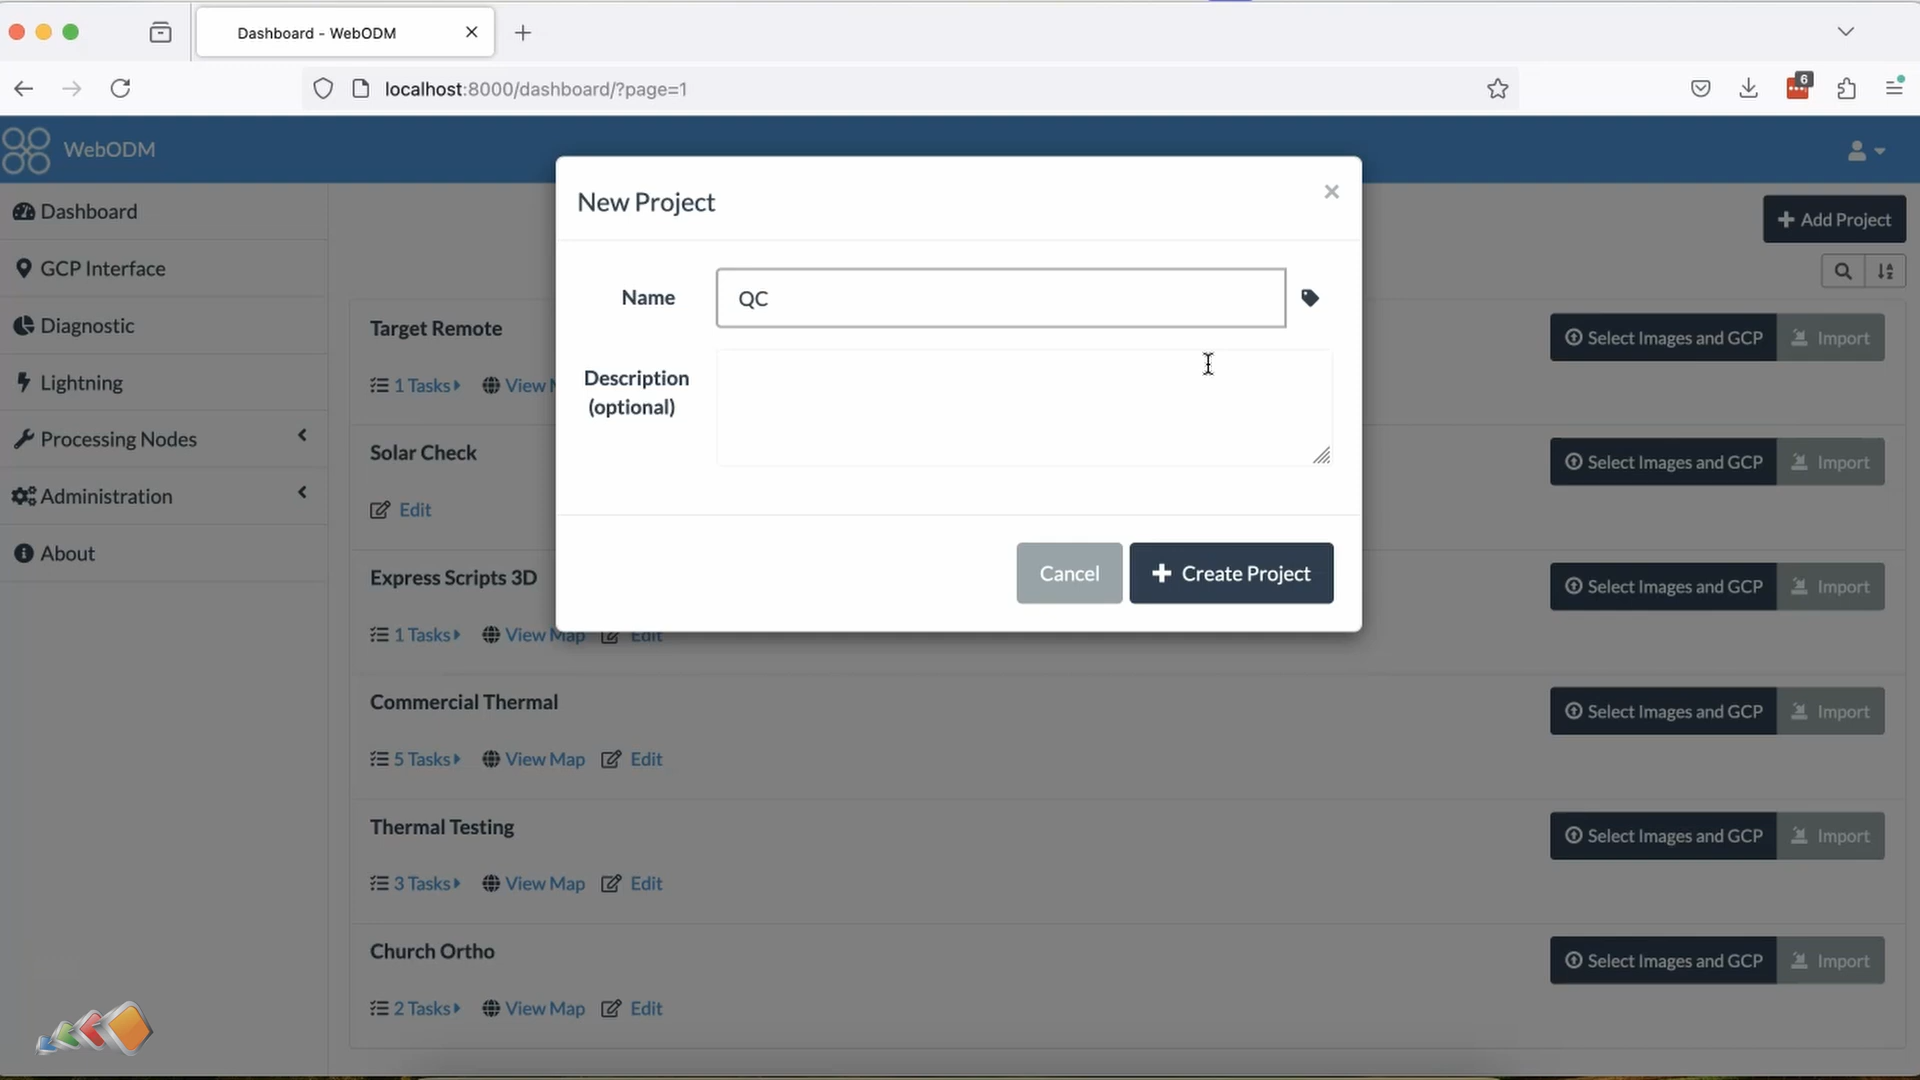 Dashboard - WebODM
localhost:8000/dashboard/?page=1
6
WebODM
Dashboard
GCP Interface
Diagnostic
Lightning
Processing Nodes
Administration
About
New Project
Name
QC
Description
(optional)
Cancel
Create Project
Add Project
Target Remote
1 Tasks View M
Select Images and GCP Import
Solar Check
Edit
Select Images and GCP Import
Express Scripts 3D
1 Tasks View Map Edit
Select Images and GCP Import
Commercial Thermal
5 Tasks View Map Edit
Select Images and GCP Import
Thermal Testing
3 Tasks View Map Edit
Select Images and GCP Import
Church Ortho
2 Tasks View Map Edit
Select Images and GCP Import